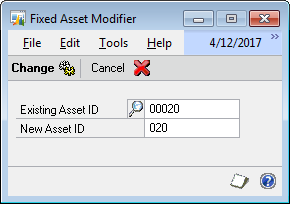 Fixed Asset Modifier
File Edit Tools Help 4/12/2017 »
Change Cancel
Existing Asset ID 00020
New Asset ID 020